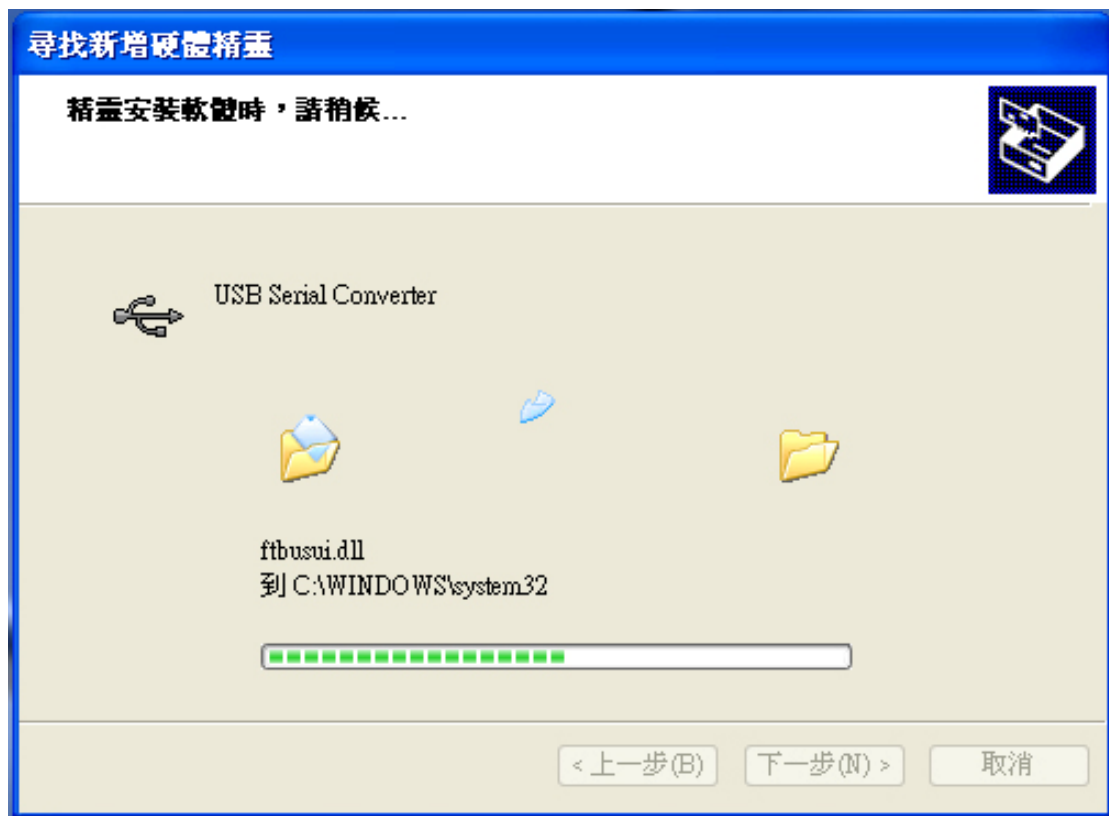 尋找新增硬體精靈
精靈安裝軟體時，請稍候...
USB Serial Converter
ftbusui.dll
到 C:\WINDOWS\system32
< 上一步(B)
下一步(N) >
取消